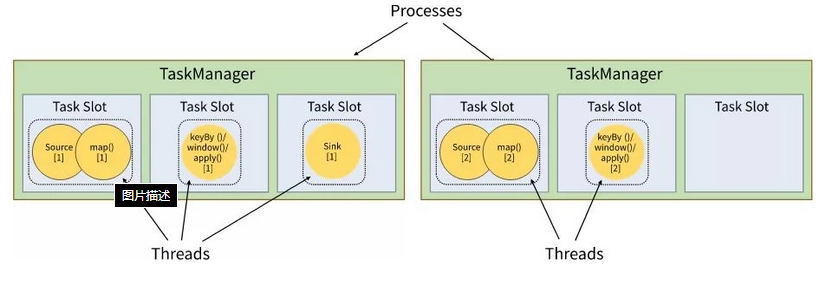 Processes
TaskManager
TaskManager
Task Slot
Task Slot
Task Slot
Task Slot
Task Slot
Task Slot
Source
[1]
map()
[1]
keyBy ()/
window()/
apply()
[1]
Sink
[1]
Source
[2]
map()
[2]
keyBy ()/
window()/
apply()
[2]
图片描述
Threads
Threads